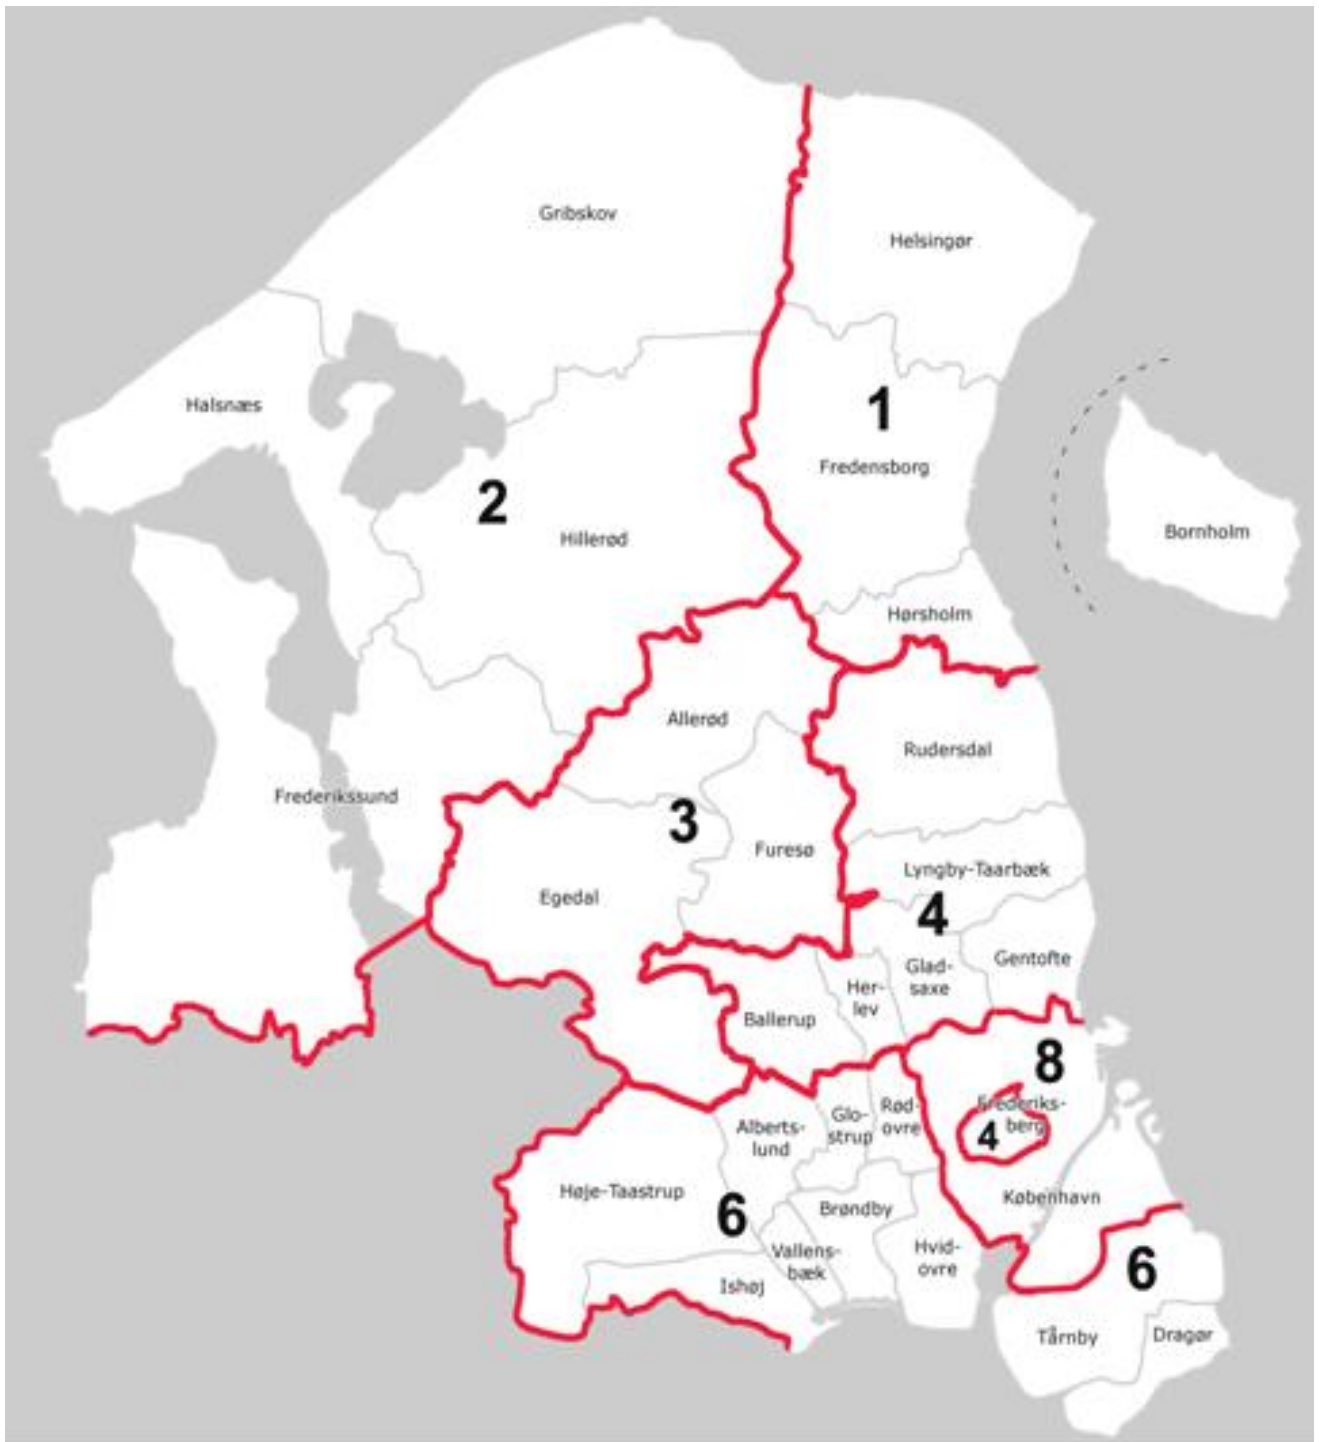 Gribskov
Helsingør
Halsnæs
1
Fredensborg
2
Hillerød
Bornholm
Hørsholm
Allerød
Rudersdal
Frederikssund
3
Furesø
Lyngby-Taarbæk
Egedal
4
Gentofte
Glad-
saxe
Her-
lev
Ballerup
8
Frederiks-
berg
4
Glo-
strup
Rød-
ovre
Alberts-
lund
Høje-Taastrup
6
København
Brøndby
Vallens-
bæk
Hvid-
ovre
Ishøj
6
Tårnby
Dragør